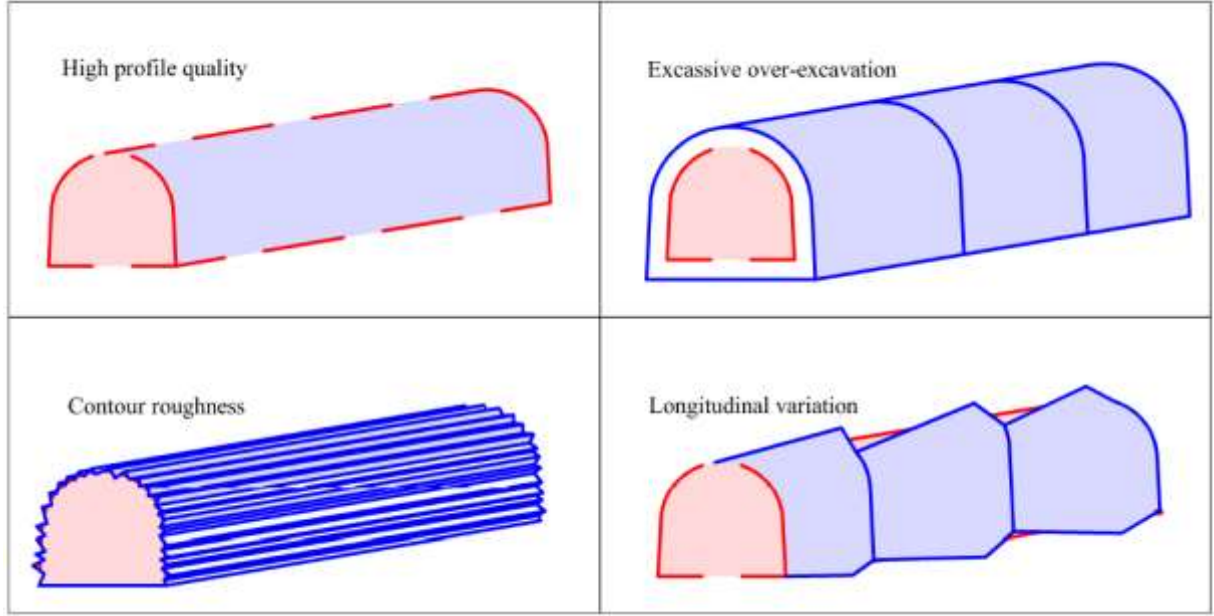 High profile quality
Excassive over-excavation
Contour roughness
Longitudinal variation